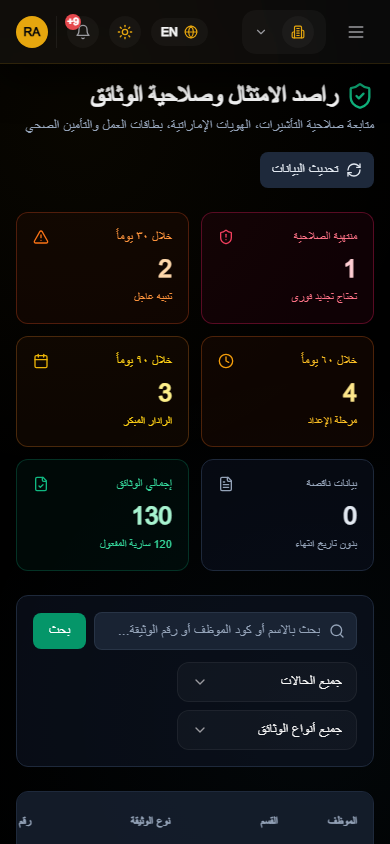 RA
+9
EN
راصد الامتثال وصلاحية الوثائق
متابعة صلاحية التأشيرات، الهويات الإماراتية، بطاقات العمل والتأمين الصحي
تحديث البيانات
منتهية الصلاحية
1
تحتاج تجديد فوري
خلال ٣٠ يوماً
2
تنبيه عاجل
خلال ٦٠ يوماً
4
مرحلة الإعداد
خلال ٩٠ يوماً
3
الرادار المبكر
بيانات ناقصة
0
بدون تاريخ انتهاء
إجمالي الوثائق
130
120 سارية المفعول
بحث بالاسم أو كود الموظف أو رقم الوثيقة...
بحث
جميع الحالات
جميع أنواع الوثائق
الموظف القسم نوع الوثيقة رقم